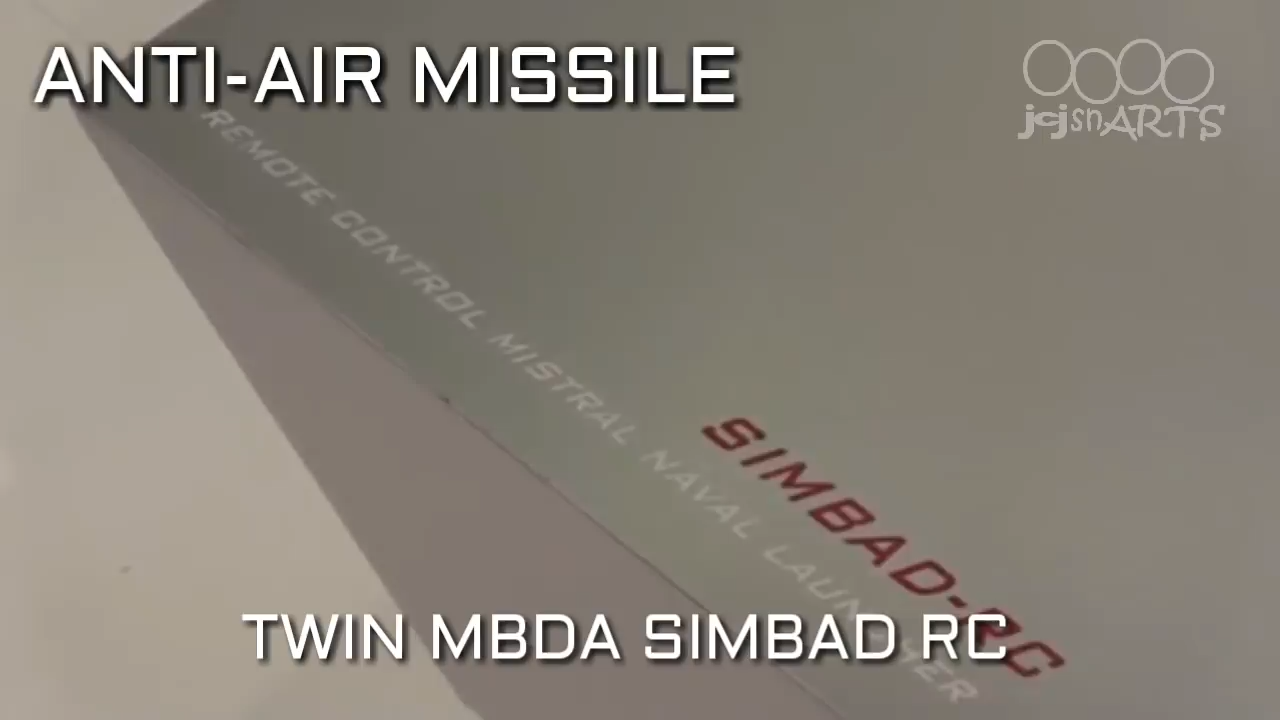 ANTI-AIR MISSILE
jcjsnARTS
REMOTE CONTROL MISTRAL NAVAL LAUNCHER
SIMBAD-RC
TWIN MBDA SIMBAD RC